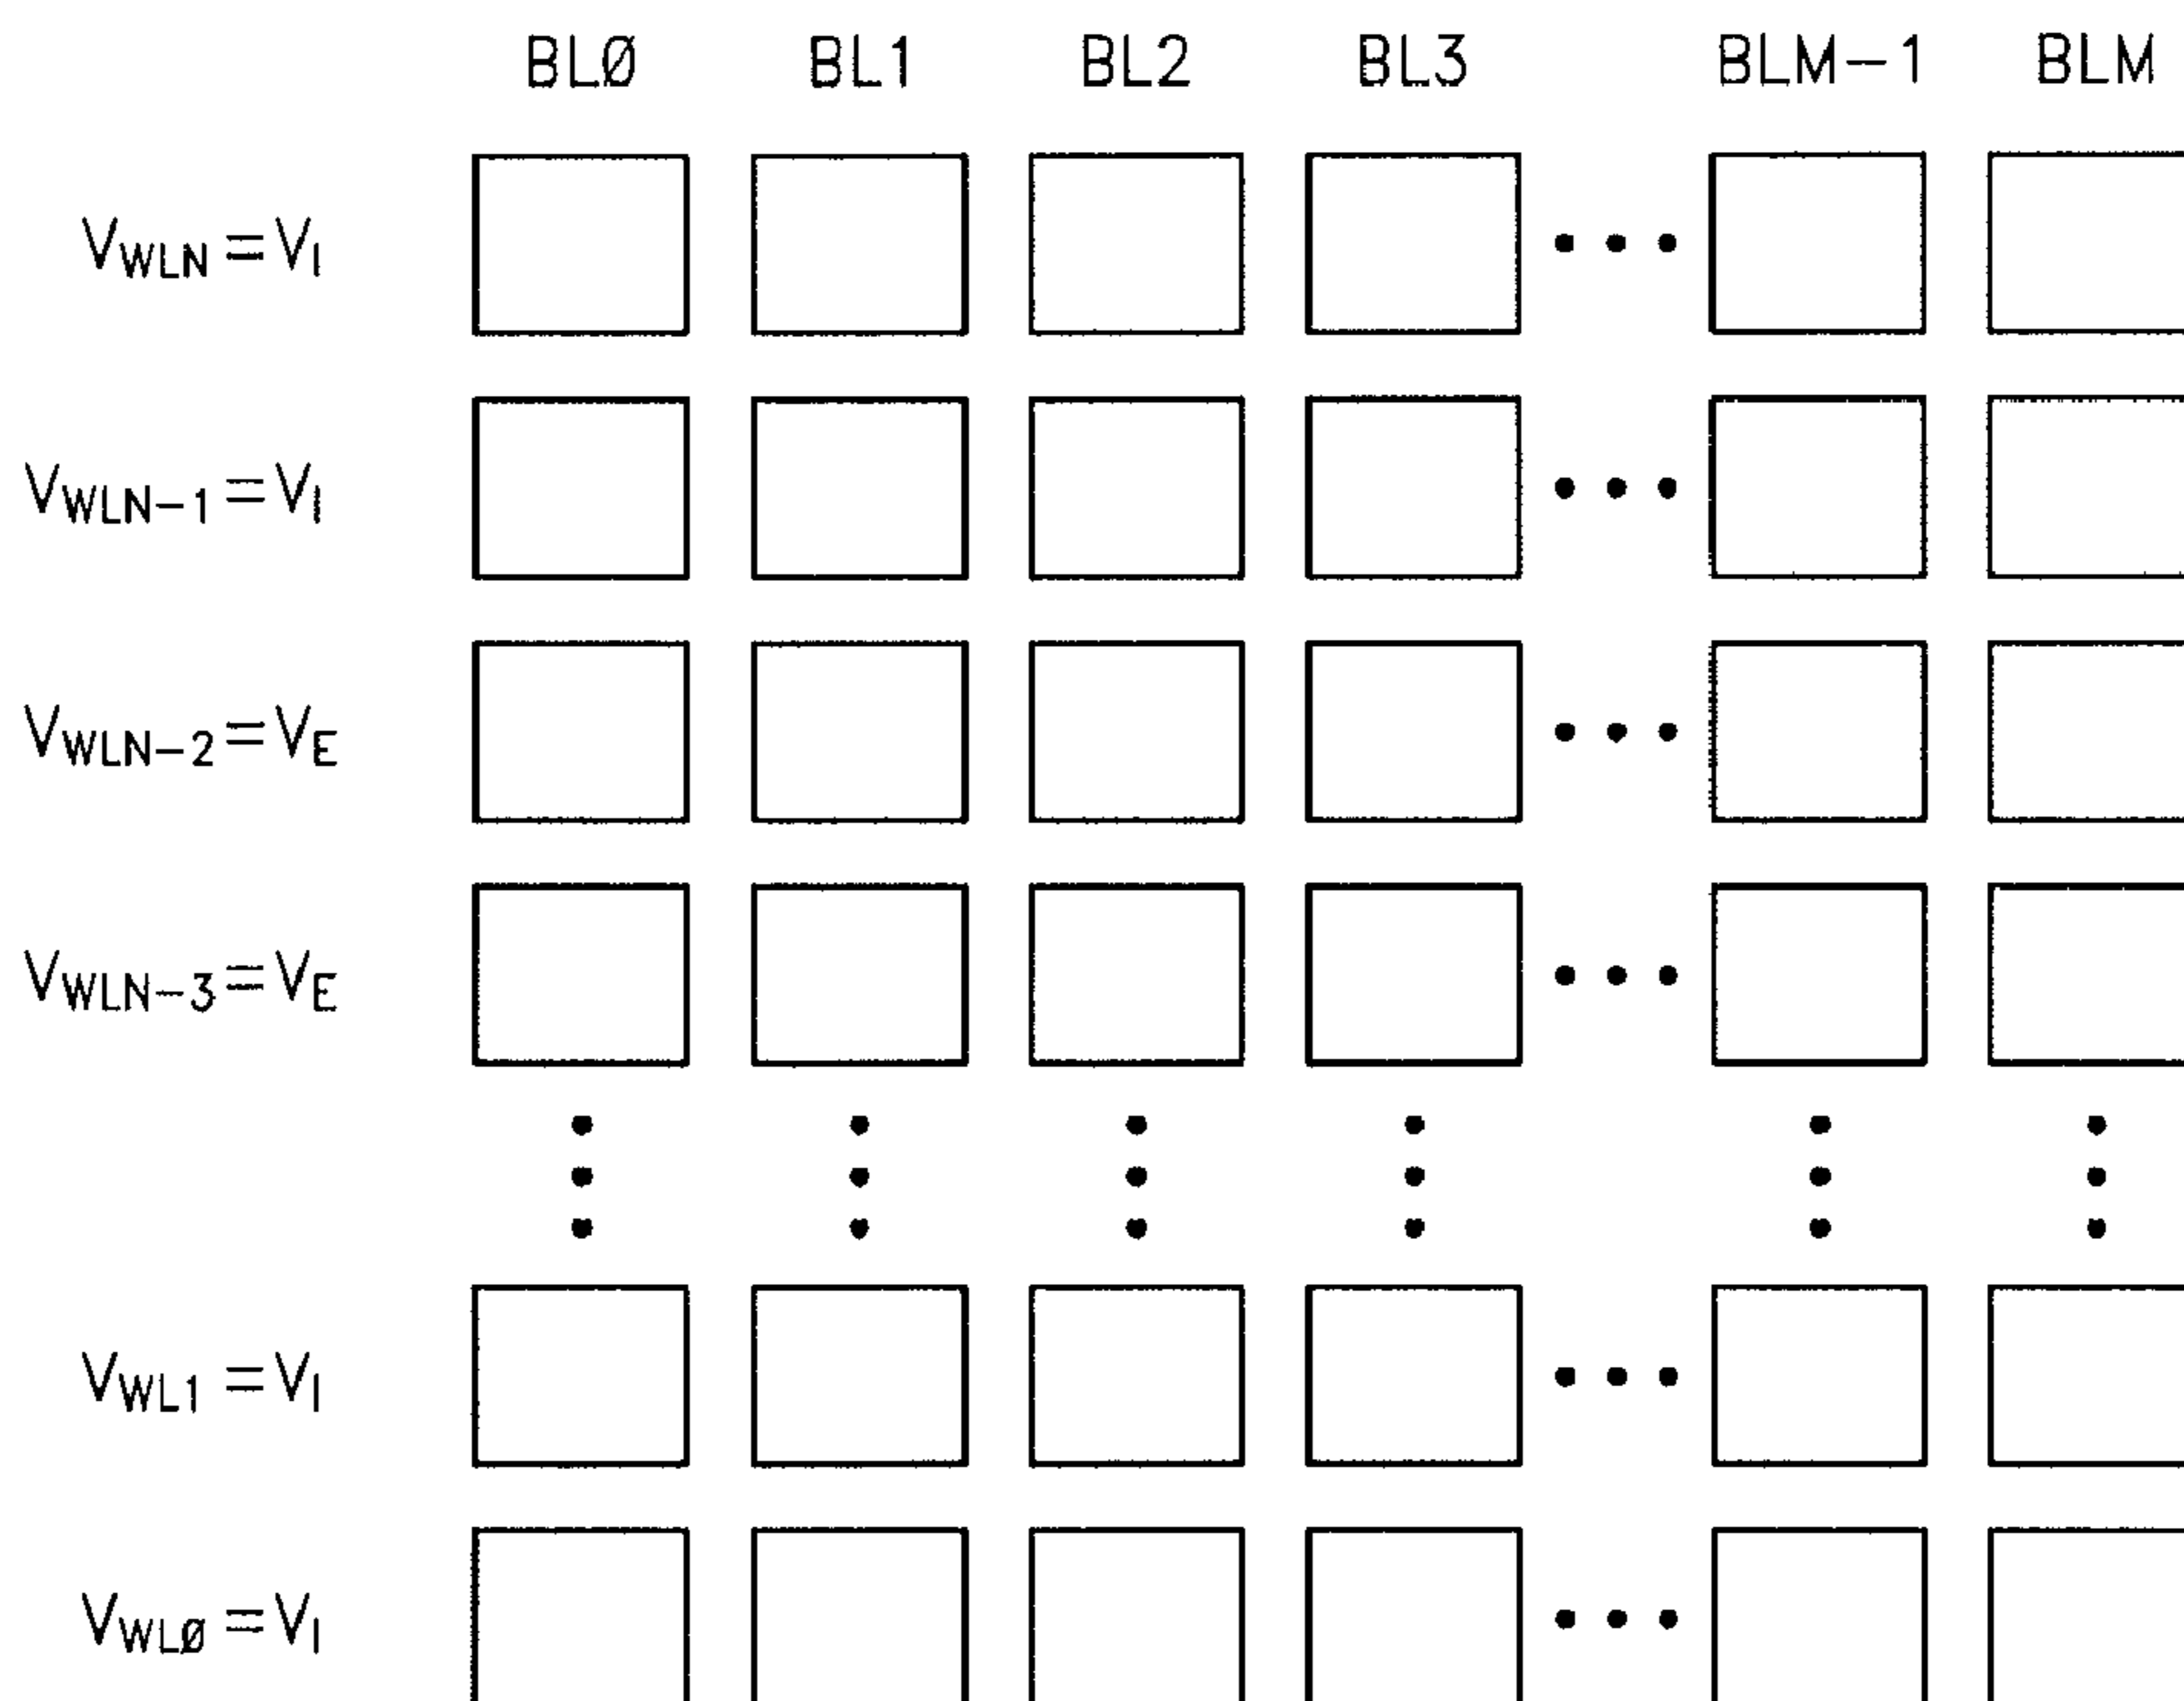 BLØ BL1 BL2 BL3 BLM-1 BLM
VWLN=VI
VWLN-1=VI
VWLN-2=VE
VWLN-3=VE
VWL1=VI
VWLØ=VI